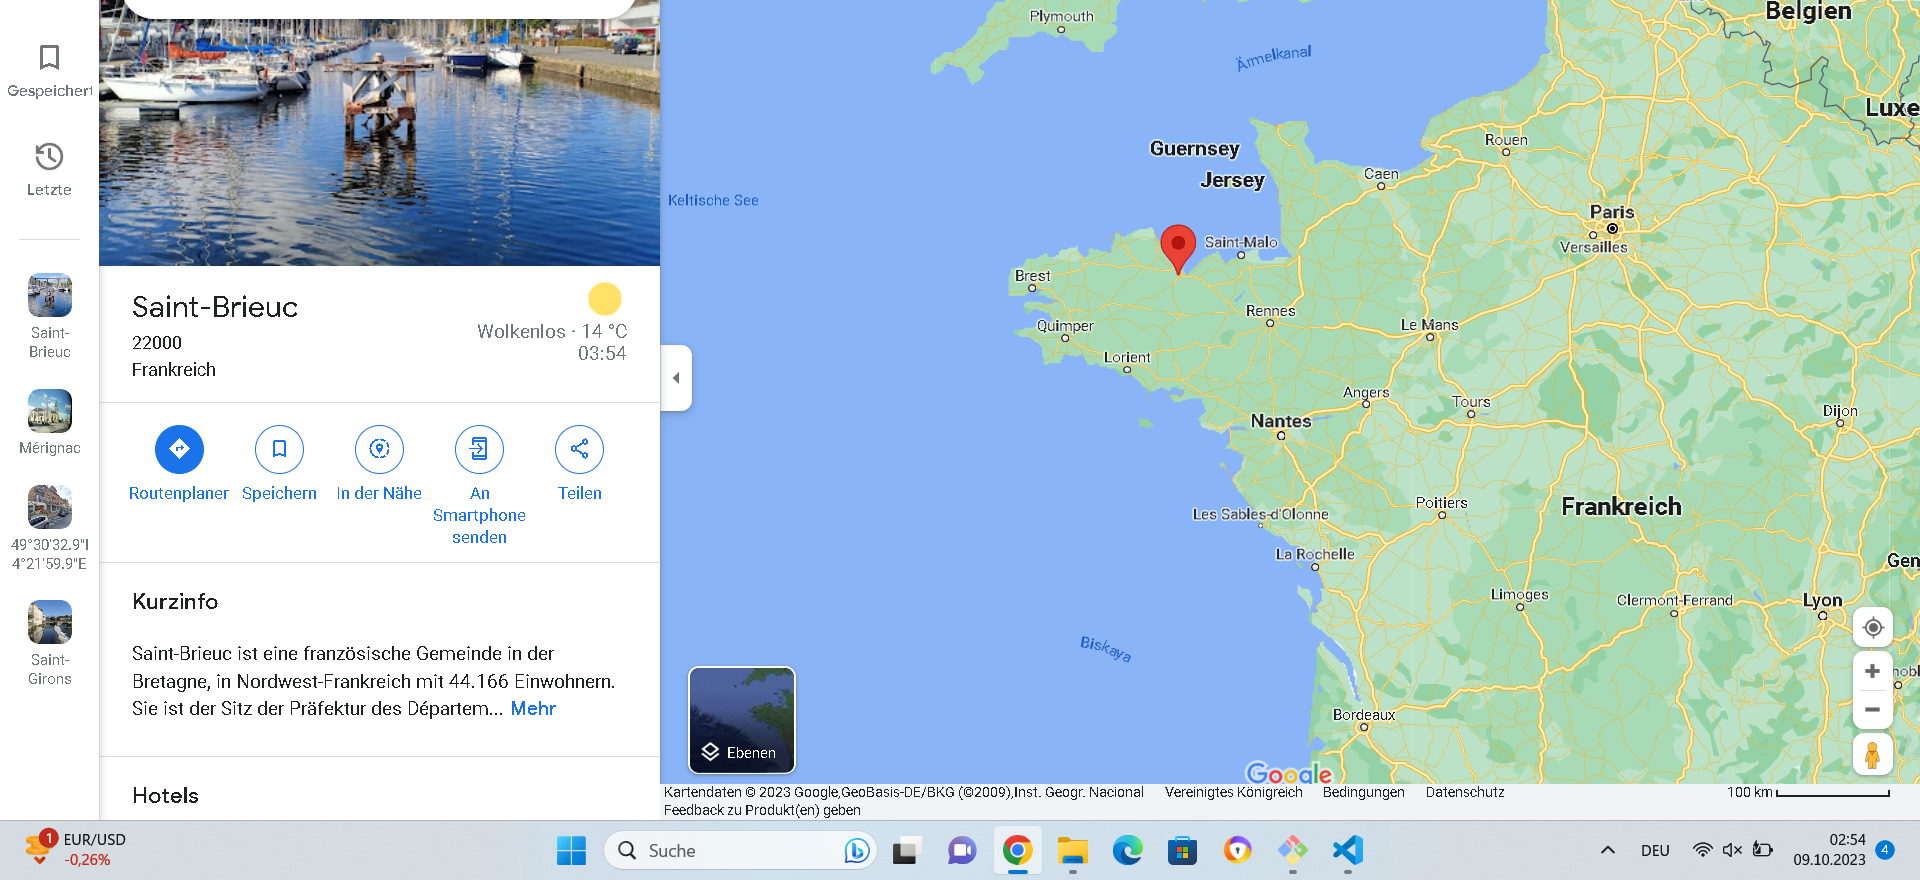 Gespeichert
Letzte
Saint-
Brieuc
Mérignac
49°30'32.9"
4°21'59.9"E
Saint-
Girons
Saint-Brieuc
22000
Frankreich
Wolkenlos · 14 °C
03:54
Routenplaner
Speichern
In der Nähe
An
Smartphone
senden
Teilen
Kurzinfo
Saint-Brieuc ist eine französische Gemeinde in der
Bretagne, in Nordwest-Frankreich mit 44.166 Einwohnern.
Sie ist der Sitz der Präfektur des Départem... Mehr
Hotels
Plymouth
Ärmelkanal
Belgien
Luxe
Guernsey
Jersey
Keltische See
Rouen
Caen
Paris
Versailles
Saint-Malo
Brest
Rennes
Quimper
Le Mans
Lorient
Angers
Tours
Dijon
Nantes
Poitiers
Frankreich
Les Sables-d'Olonne
La Rochelle
Gen
Limoges
Clermont-Ferrand
Lyon
Biskaya
nobl
Bordeaux
Ebenen
Google
Kartendaten © 2023 Google,GeoBasis-DE/BKG (©2009),Inst. Geogr. Nacional
Vereinigtes Königreich
Bedingungen
Datenschutz
100 km
Feedback zu Produkt(en) geben
1
EUR/USD
-0,26%
Suche
DEU
02:54
09.10.2023
4